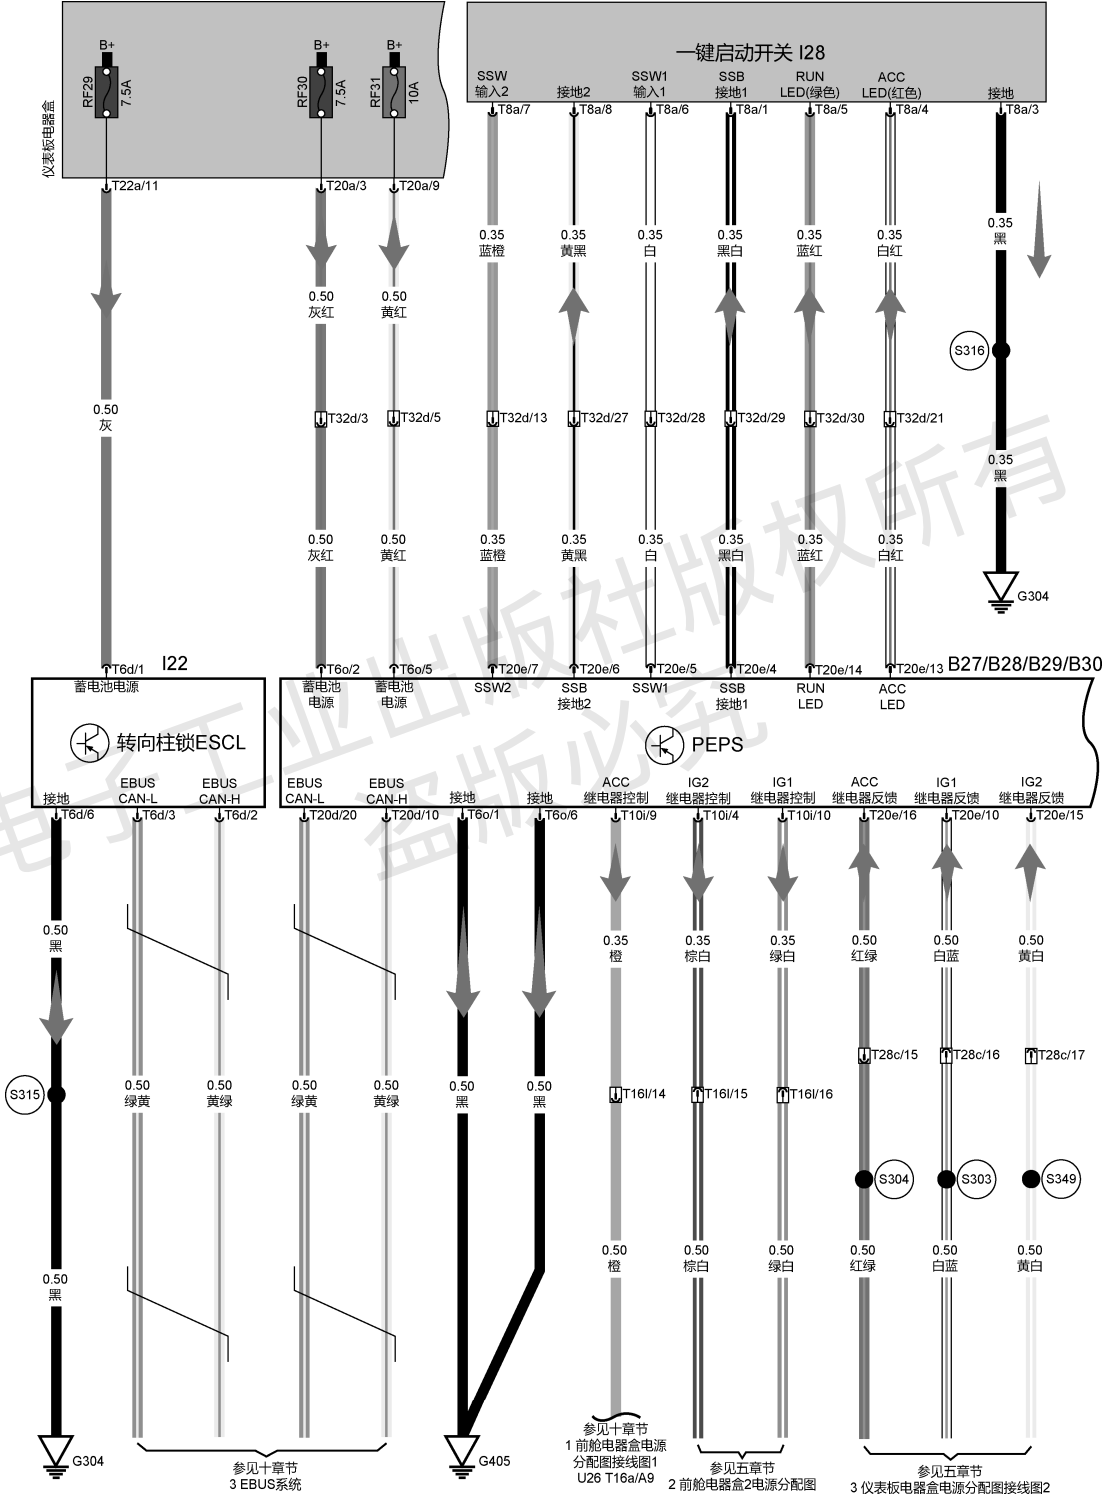 B+ B+ B+
RF29 7.5A RF30 7.5A RF31 10A
仪表板电器盒
一键启动开关 I28
SSW SSW1 SSB RUN ACC
输入2 接地2 输入1 接地1 LED(绿色) LED(红色) 接地
T8a/7 T8a/8 T8a/6 T8a/1 T8a/5 T8a/4 T8a/3
T22a/11 T20a/3 T20a/9
0.35 0.35 0.35 0.35 0.35 0.35 0.35
蓝橙 黄黑 白 黑白 蓝红 白红 黑
0.50 0.50
灰红 黄红
S316
0.50
灰
T32d/3 T32d/5 T32d/13 T32d/27 T32d/28 T32d/29 T32d/30 T32d/21
0.35
黑
0.50 0.50 0.35 0.35 0.35 0.35 0.35 0.35
灰红 黄红 蓝橙 黄黑 白 黑白 蓝红 白红
G304
T6d/1 I22 T6o/2 T6o/5 T20e/7 T20e/6 T20e/5 T20e/4 T20e/14 T20e/13 B27/B28/B29/B30
蓄电池电源 蓄电池 蓄电池 SSW2 SSB SSW1 SSB RUN ACC
电源 电源 接地2 接地1 LED LED
转向柱锁ESCL PEPS
EBUS EBUS EBUS EBUS ACC IG2 IG1 ACC IG1 IG2
接地 CAN-L CAN-H CAN-L CAN-H 接地 接地 继电器控制 继电器控制 继电器控制 继电器反馈 继电器反馈 继电器反馈
T6d/6 T6d/3 T6d/2 T20d/20 T20d/10 T6o/1 T6o/6 T10i/9 T10i/4 T10i/10 T20e/16 T20e/10 T20e/15
0.50 0.35 0.35 0.35 0.50 0.50 0.50
黑 橙 棕白 绿白 红绿 白蓝 黄白
T28c/15 T28c/16 T28c/17
S315 0.50 0.50 0.50 0.50 0.50 0.50 T16l/14 T16l/15 T16l/16
绿黄 黄绿 绿黄 黄绿 黑 黑
S304 S303 S349
0.50 0.50 0.50 0.50 0.50 0.50
橙 棕白 绿白 红绿 白蓝 黄白
0.50
黑
G304 G405
参见十章节
3 EBUS系统
参见十章节
1 前舱电器盒电源
分配图接线图1
U26 T16a/A9
参见五章节
2 前舱电器盒2电源分配图
参见五章节
3 仪表板电器盒电源分配图接线图2
电子工业出版社版权所有
盗版必究